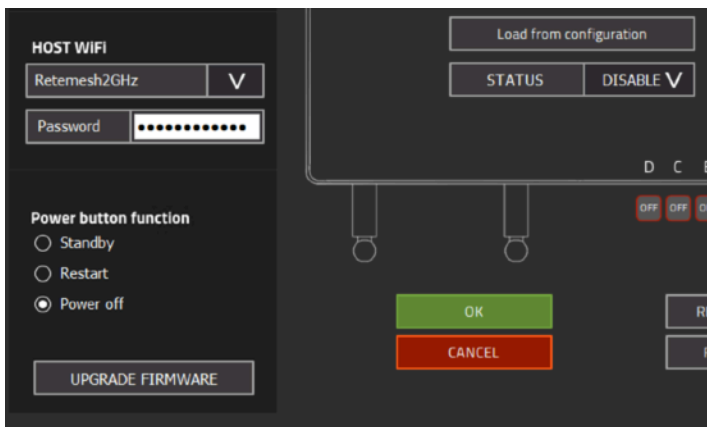 HOST WiFi
Retemesh2GHz V
Password
Power button function
Standby
Restart
Power off
UPGRADE FIRMWARE
Load from configuration
STATUS DISABLE V
D C
OFF OFF
OK
CANCEL